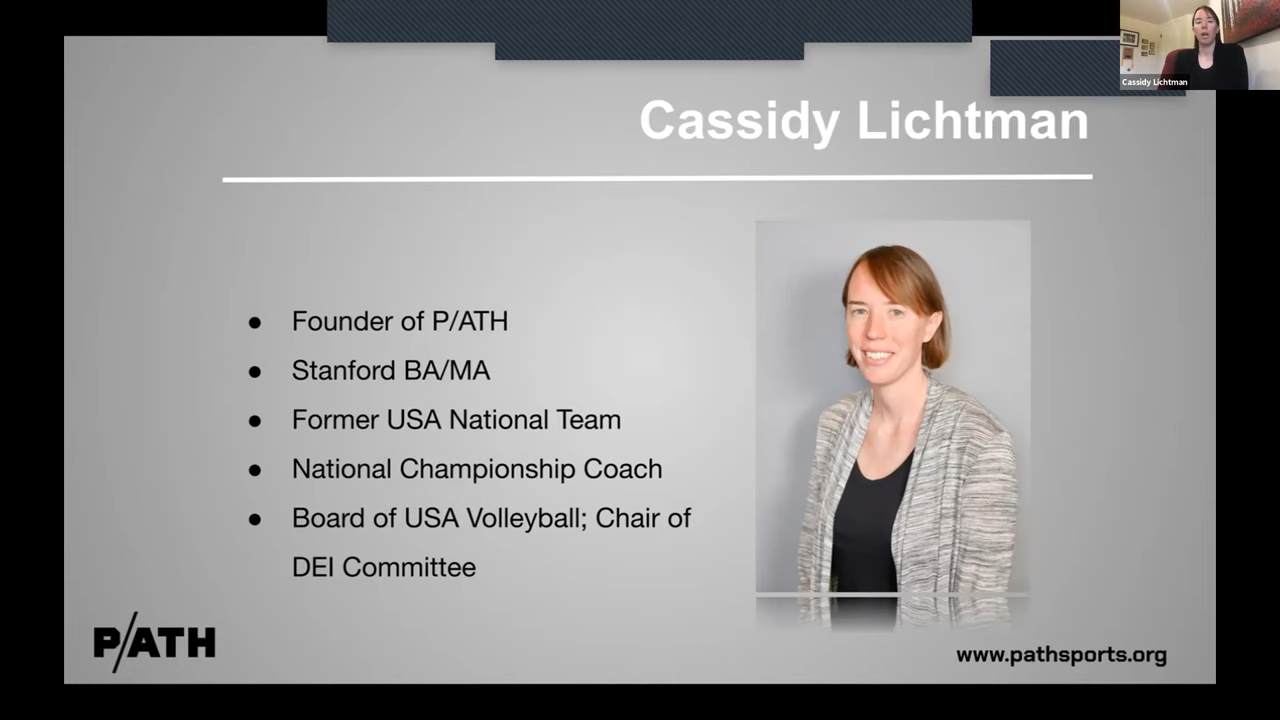 Cassidy Lichtman
Cassidy Lichtman
● Founder of P/ATH
● Stanford BA/MA
● Former USA National Team
● National Championship Coach
● Board of USA Volleyball; Chair of
DEI Committee
P/ATH
www.pathsports.org